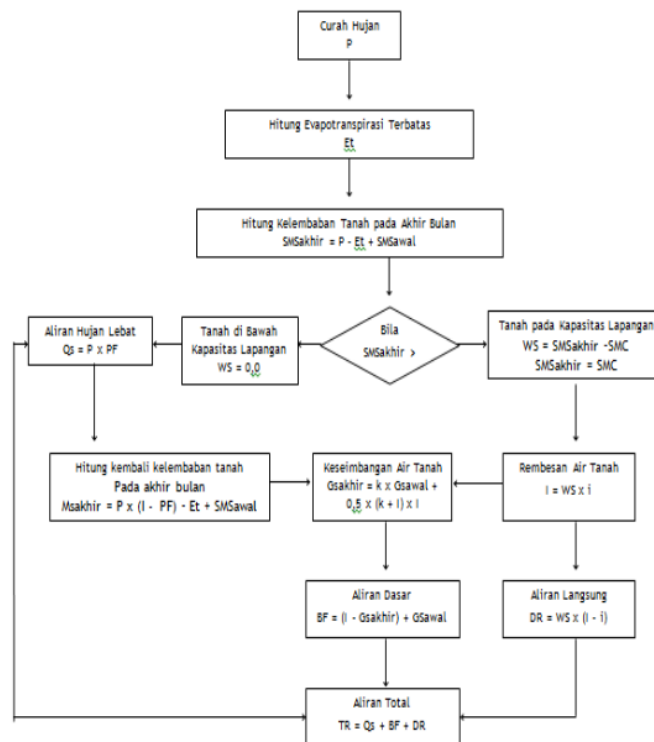 Curah Hujan
P
Hitung Evapotranspirasi Terbatas
Et
Hitung Kelembaban Tanah pada Akhir Bulan
SMSakhir = P - Et + SMSawal
Aliran Hujan Lebat
Qs = P x PF
Tanah di Bawah
Kapasitas Lapangan
WS = 0,0
Bila
SMSakhir >
Tanah pada Kapasitas Lapangan
WS = SMSakhir -SMC
SMSakhir = SMC
Hitung kembali kelembaban tanah
Pada akhir bulan
Msakhir = P x (I - PF) - Et + SMSawal
Keseimbangan Air Tanah
Gsakhir = k x Gsawal +
0,5 x (k + I) x I
Rembesan Air Tanah
I = WS x i
Aliran Dasar
BF = (I - Gsakhir) + GSawal
Aliran Langsung
DR = WS x (I - i)
Aliran Total
TR = Qs + BF + DR